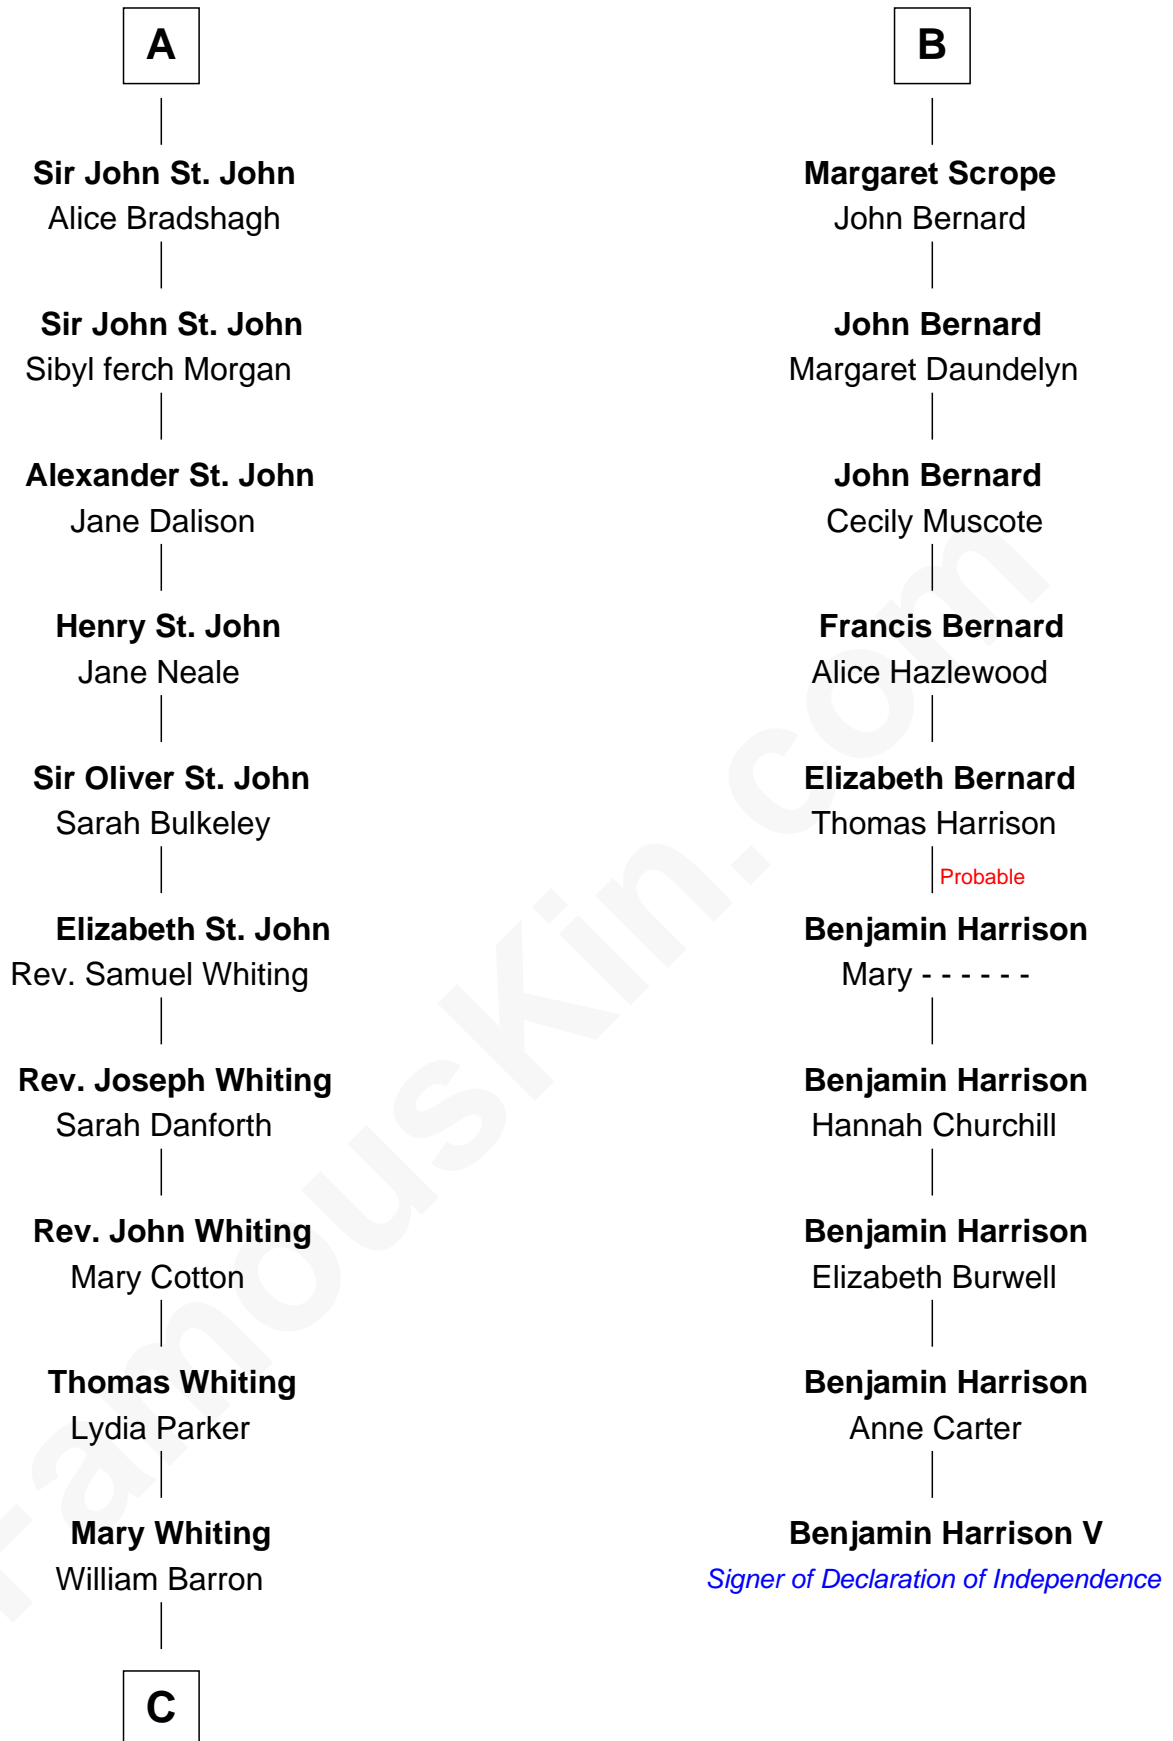 A
Sir John St. John
Alice Bradshagh
Sir John St. John
Sibyl ferch Morgan
Alexander St. John
Jane Dalison
Henry St. John
Jane Neale
Sir Oliver St. John
Sarah Bulkeley
Elizabeth St. John
Rev. Samuel Whiting
Rev. Joseph Whiting
Sarah Danforth
Rev. John Whiting
Mary Cotton
Thomas Whiting
Lydia Parker
Mary Whiting
William Barron
C
B
Margaret Scrope
John Bernard
John Bernard
Margaret Daundelyn
John Bernard
Cecily Muscote
Francis Bernard
Alice Hazlewood
Elizabeth Bernard
Thomas Harrison
Probable
Benjamin Harrison
Mary - - - - - -
Benjamin Harrison
Hannah Churchill
Benjamin Harrison
Elizabeth Burwell
Benjamin Harrison
Anne Carter
Benjamin Harrison V
Signer of Declaration of Independence
FamousKin.com